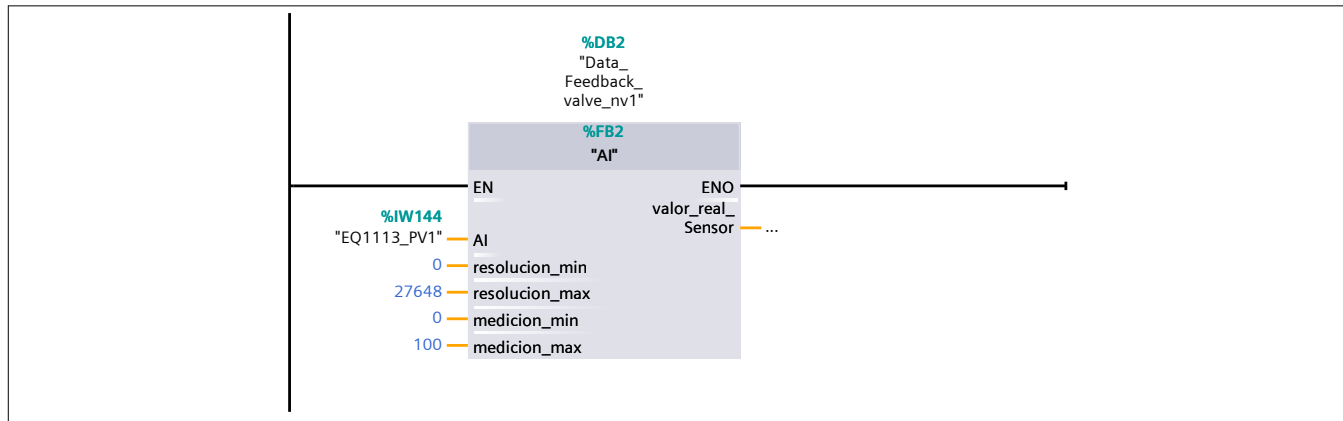 %DB2
"Data_
Feedback_
valve_nv1"
%FB2
"AI"
EN
ENO
%IW144
"EQ1113_PV1"
AI
valor_real_
Sensor
...
0
resolucion_min
27648
resolucion_max
0
medicion_min
100
medicion_max